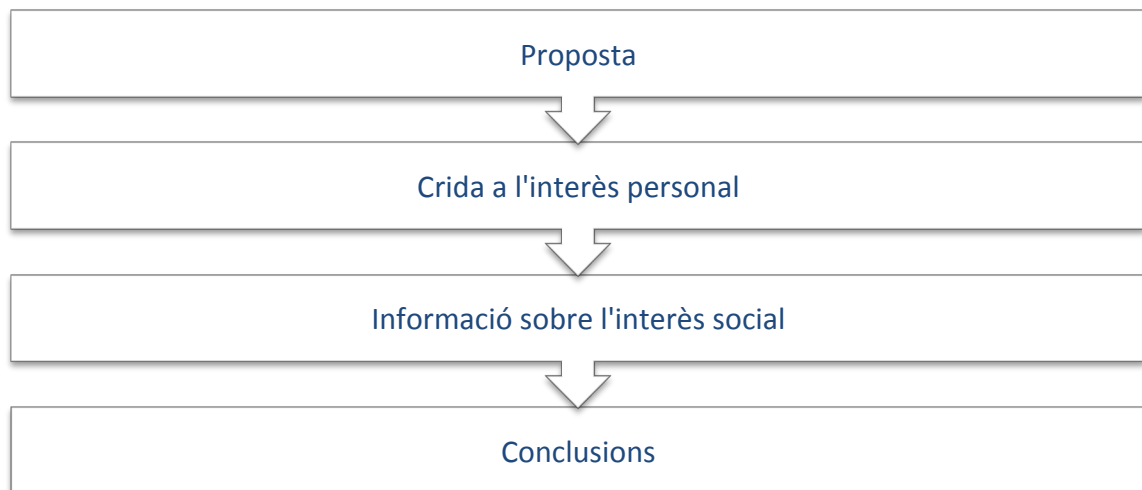 Proposta
Crida a l'interès personal
Informació sobre l'interès social
Conclusions